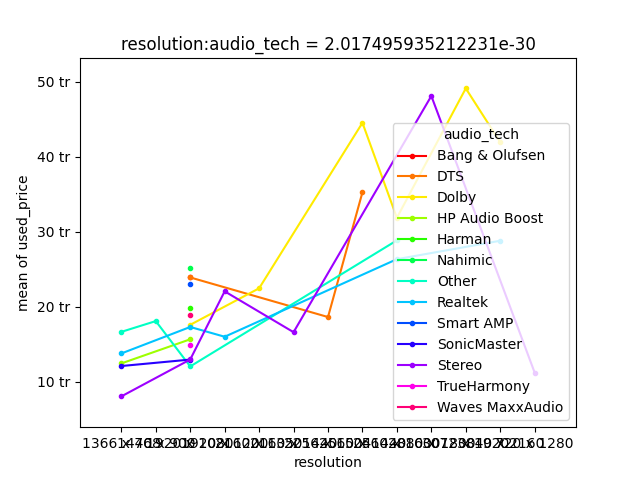 resolution:audio_tech = 2.017495935212231e-30
50 tr
40 tr
30 tr
20 tr
10 tr
mean of used_price
audio_tech
Bang & Olufsen
DTS
Dolby
HP Audio Boost
Harman
Nahimic
Other
Realtek
Smart AMP
SonicMaster
Stereo
TrueHarmony
Waves MaxxAudio
resolution